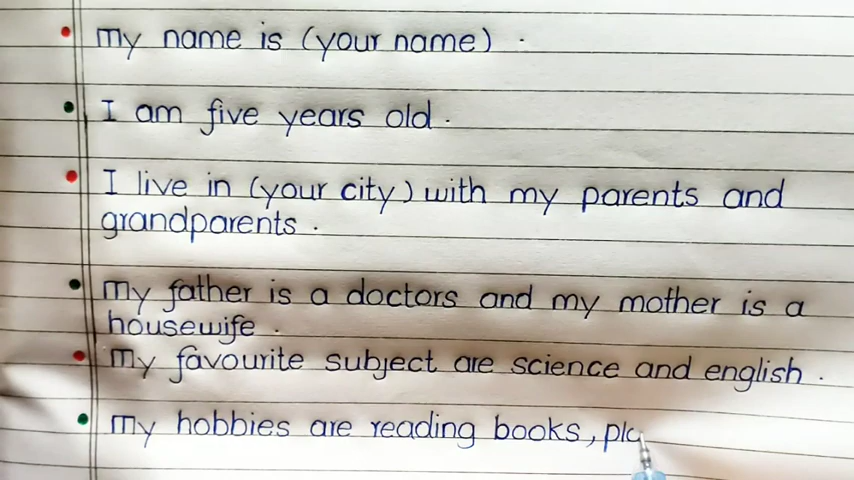 my name is (your name) .
I am five years old .
I live in (your city) with my parents and
grandparents .
my father is a doctors and my mother is a
housewife .
my favourite subject are science and english .
my hobbies are reading books, pla